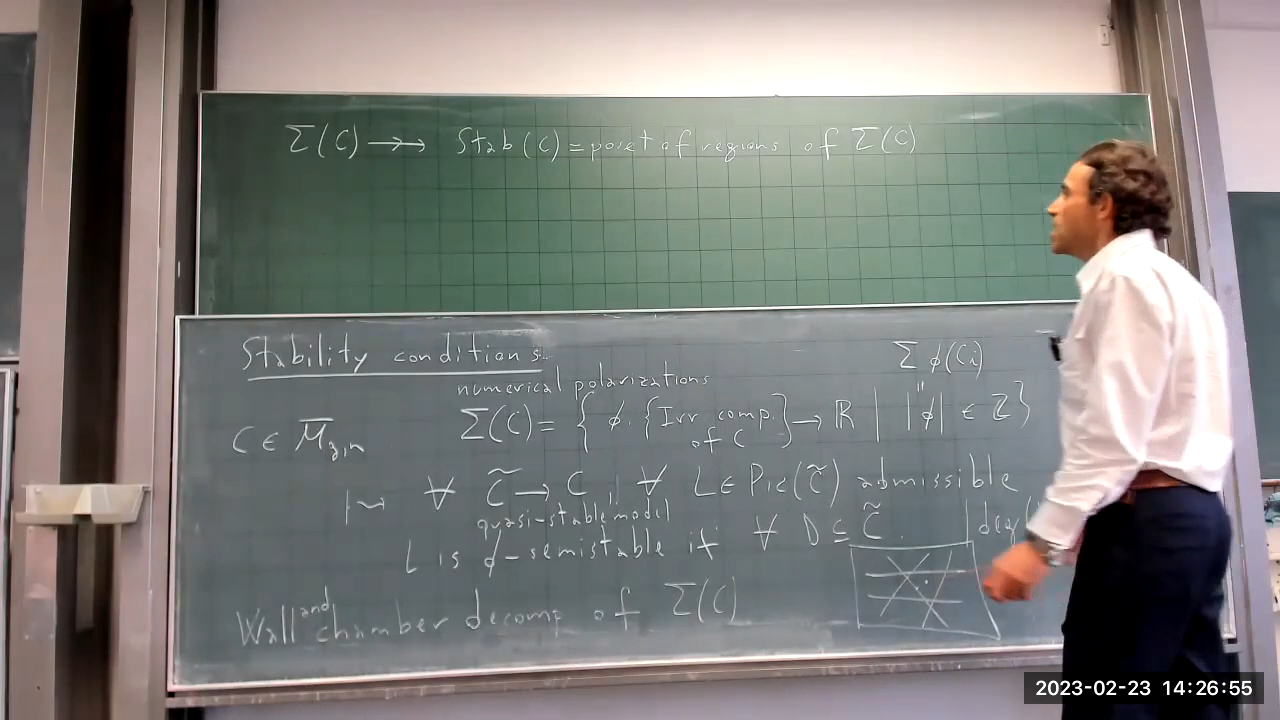 Σ(C) ↠ Stab(C) = poset of regions of Σ(C)
Stability conditions
numerical polarizations
Σ φ(Cᵢ)
"
C ∈ M̄g,n
Σ(C) = { φ: {Irr. comp. of C} → ℝ | |φ| ∈ ℤ }
∀ C̃ → C, ∀ L ∈ Pic(C̃) admissible
quasi-stable model
L is φ-semistable if ∀ D ⊆ C̃. |deg(
Wall and chamber decomp of Σ(C)
2023-02-23 14:26:55